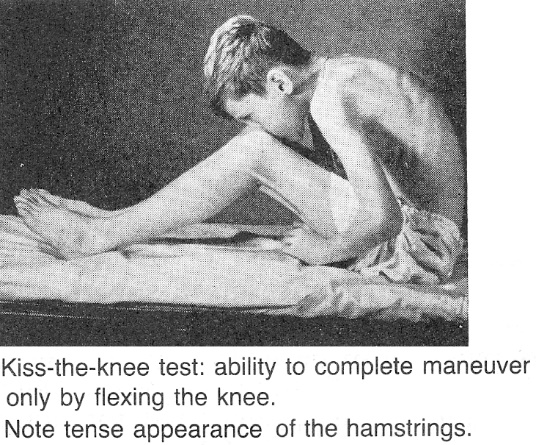 Kiss-the-knee test: ability to complete maneuver
only by flexing the knee.
Note tense appearance of the hamstrings.